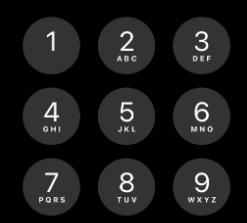 1 2 3
ABC DEF
4 5 6
GHI JKL MNO
7 8 9
PQRS TUV WXYZ